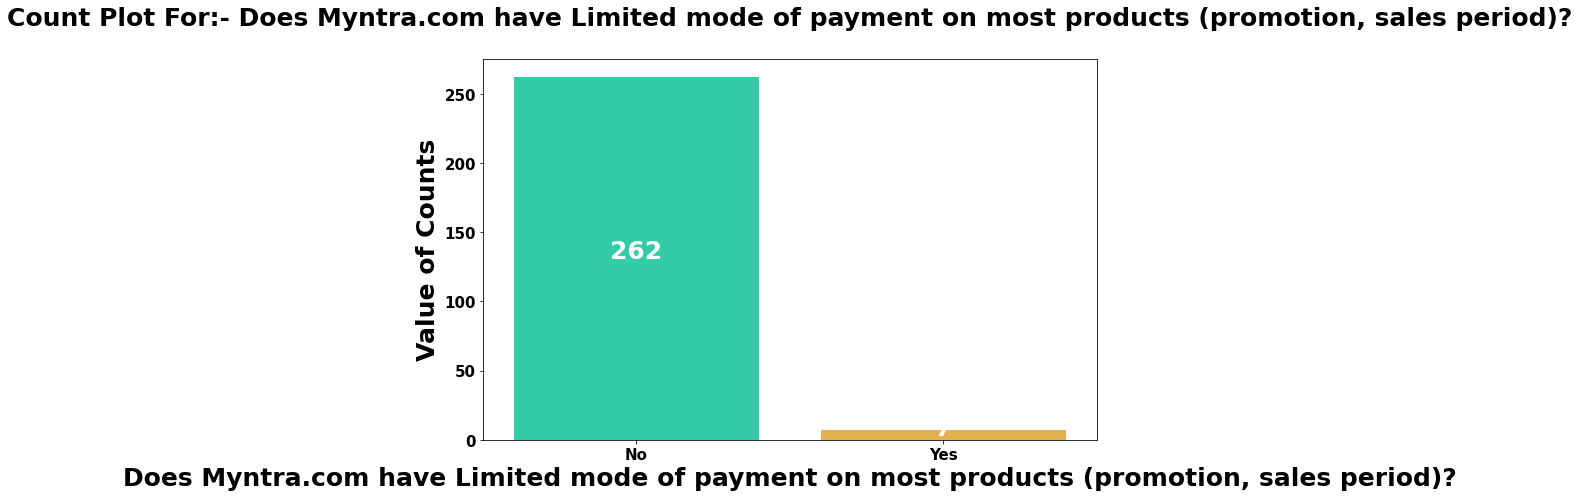 Count Plot For:- Does Myntra.com have Limited mode of payment on most products (promotion, sales period)?
Value of Counts
250
200
150
100
50
0
262
7
No Yes
Does Myntra.com have Limited mode of payment on most products (promotion, sales period)?